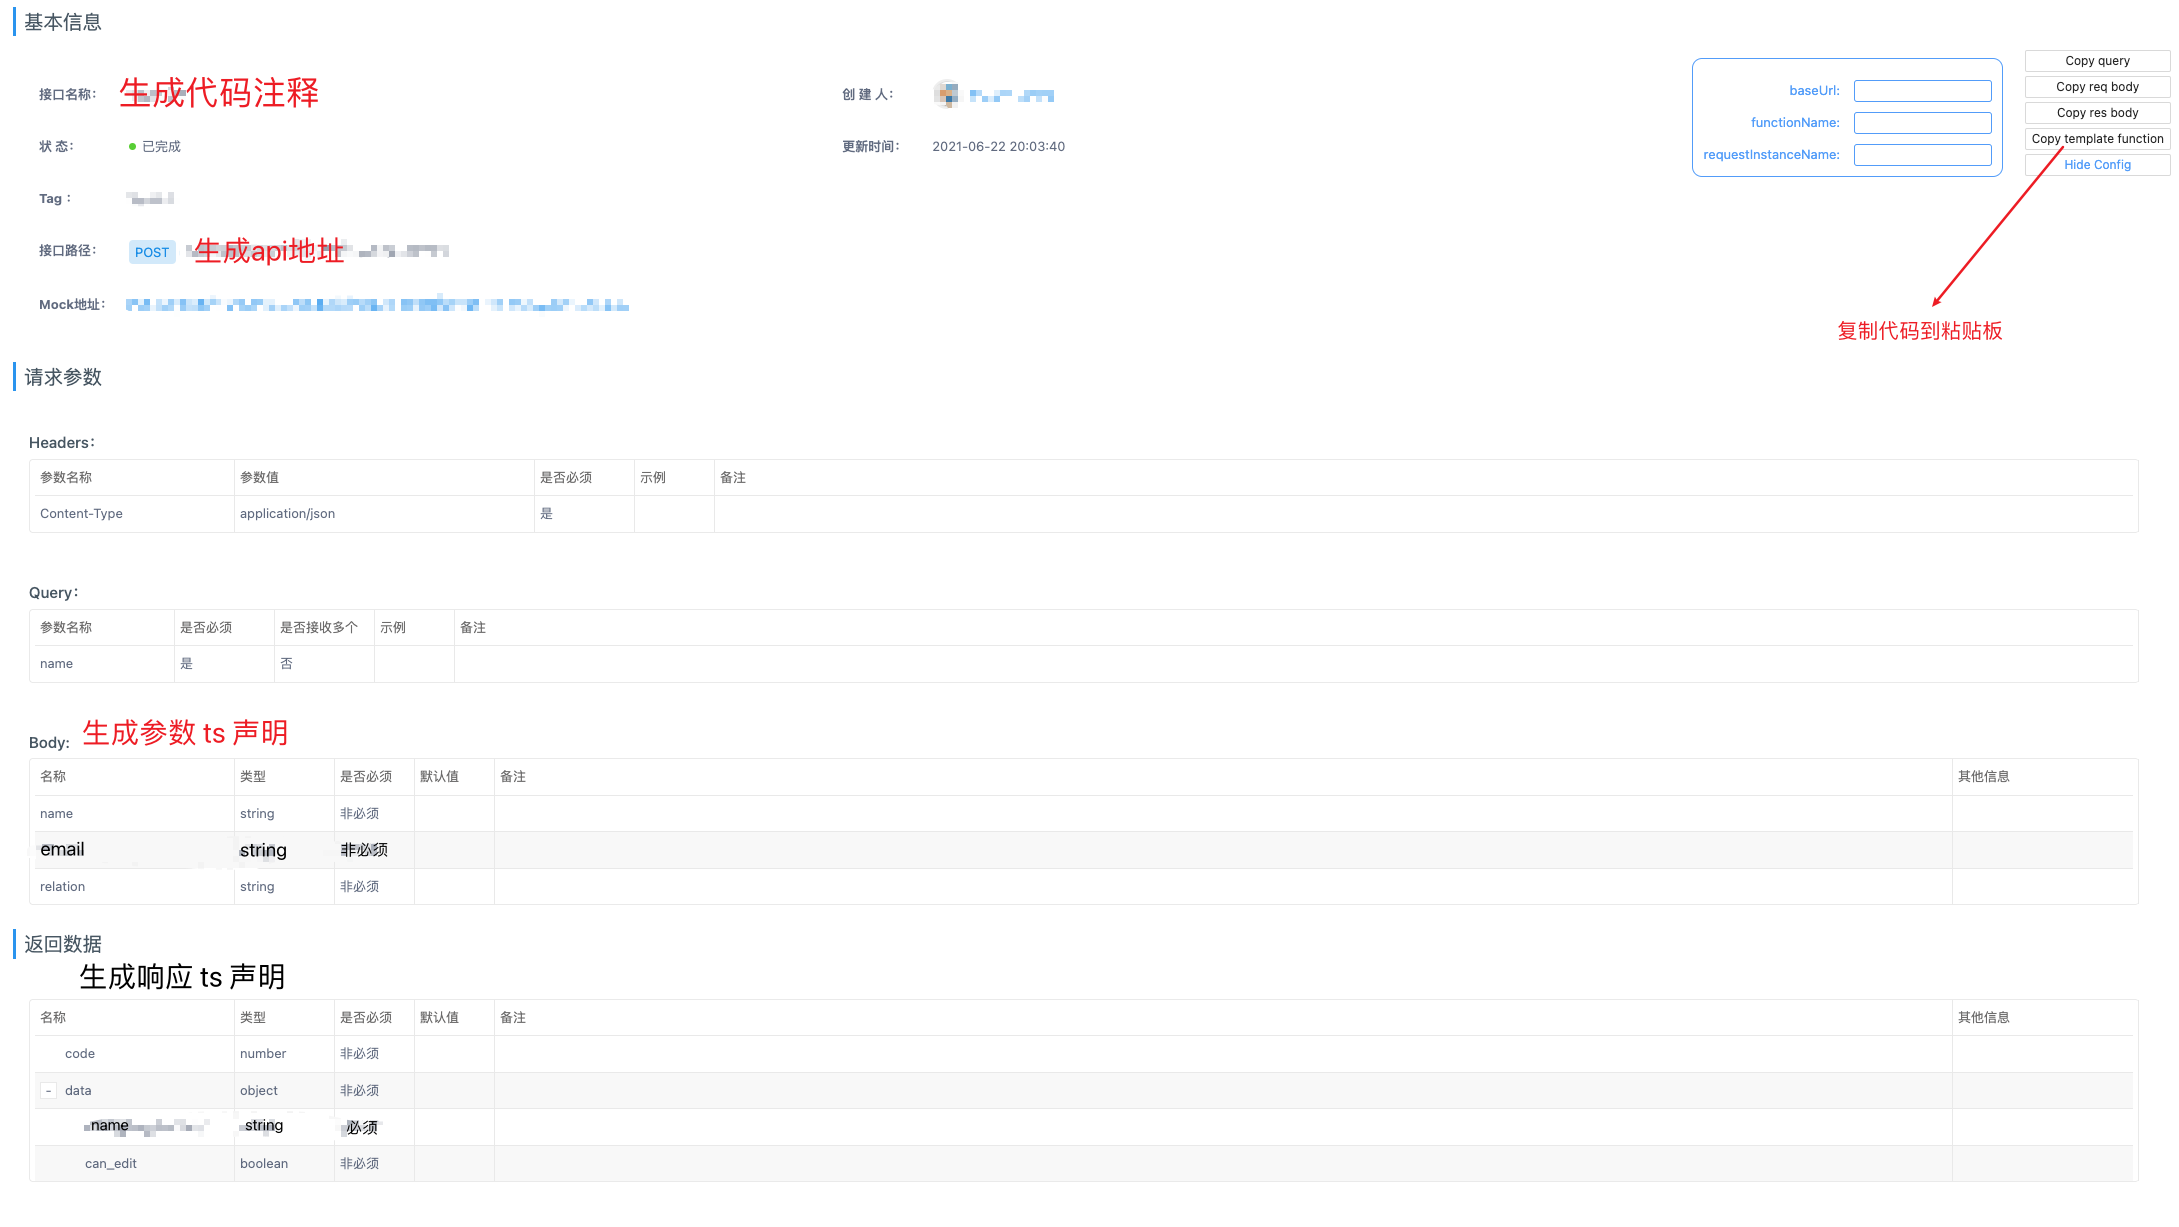 基本信息
接口名称： 生成代码注释 创 建 人：
状 态： 已完成 更新时间： 2021-06-22 20:03:40
Tag：
接口路径： POST 生成api地址
Mock地址：
baseUrl:
functionName:
requestInstanceName:
Copy query
Copy req body
Copy res body
Copy template function
Hide Config
复制代码到粘贴板
请求参数
Headers：
参数名称 参数值 是否必须 示例 备注
Content-Type application/json 是
Query：
参数名称 是否必须 是否接收多个 示例 备注
name 是 否
Body: 生成参数 ts 声明
名称 类型 是否必须 默认值 备注 其他信息
name string 非必须
email string 非必须
relation string 非必须
返回数据
生成响应 ts 声明
名称 类型 是否必须 默认值 备注 其他信息
code number 非必须
- data object 非必须
name string 必须
can_edit boolean 非必须